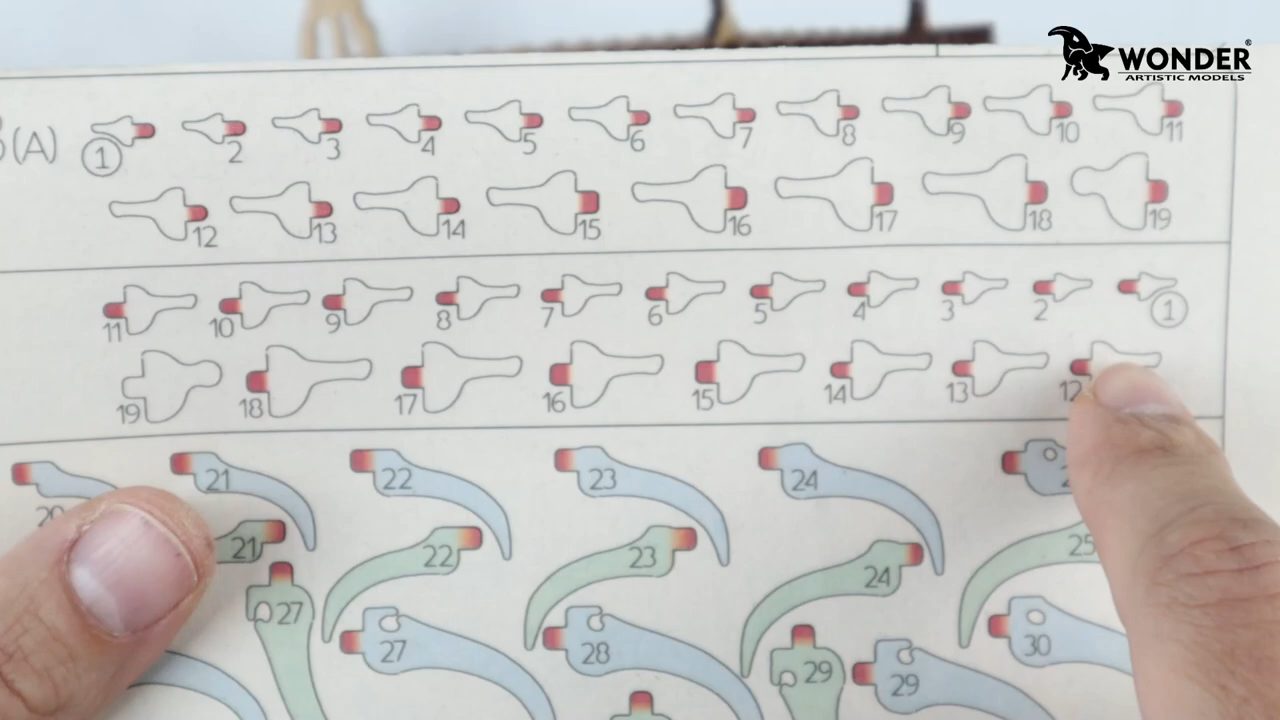 WONDER®
ARTISTIC MODELS
(A) 1 2 3 4 5 6 7 8 9 10 11
12 13 14 15 16 17 18 19
11 10 9 8 7 6 5 4 3 2 1
19 18 17 16 15 14 13 12
20 21 22 23 24
21 22 23 24 25
27 27 28 29 29 30